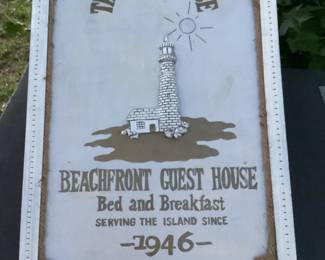 BEACHFRONT GUEST HOUSE
Bed and Breakfast
SERVING THE ISLAND SINCE
-1946-